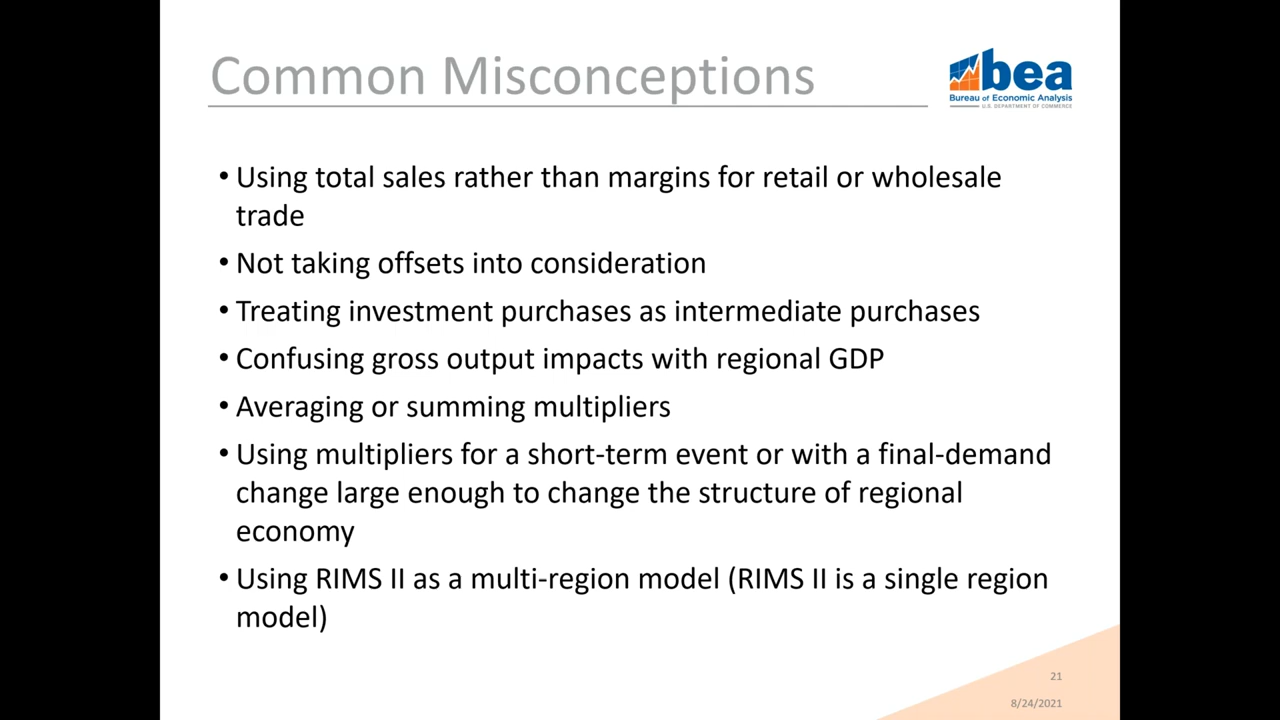 Common Misconceptions
bea
Bureau of Economic Analysis
U.S. DEPARTMENT OF COMMERCE
• Using total sales rather than margins for retail or wholesale
trade
• Not taking offsets into consideration
• Treating investment purchases as intermediate purchases
• Confusing gross output impacts with regional GDP
• Averaging or summing multipliers
• Using multipliers for a short-term event or with a final-demand
change large enough to change the structure of regional
economy
• Using RIMS II as a multi-region model (RIMS II is a single region
model)
21
8/24/2021